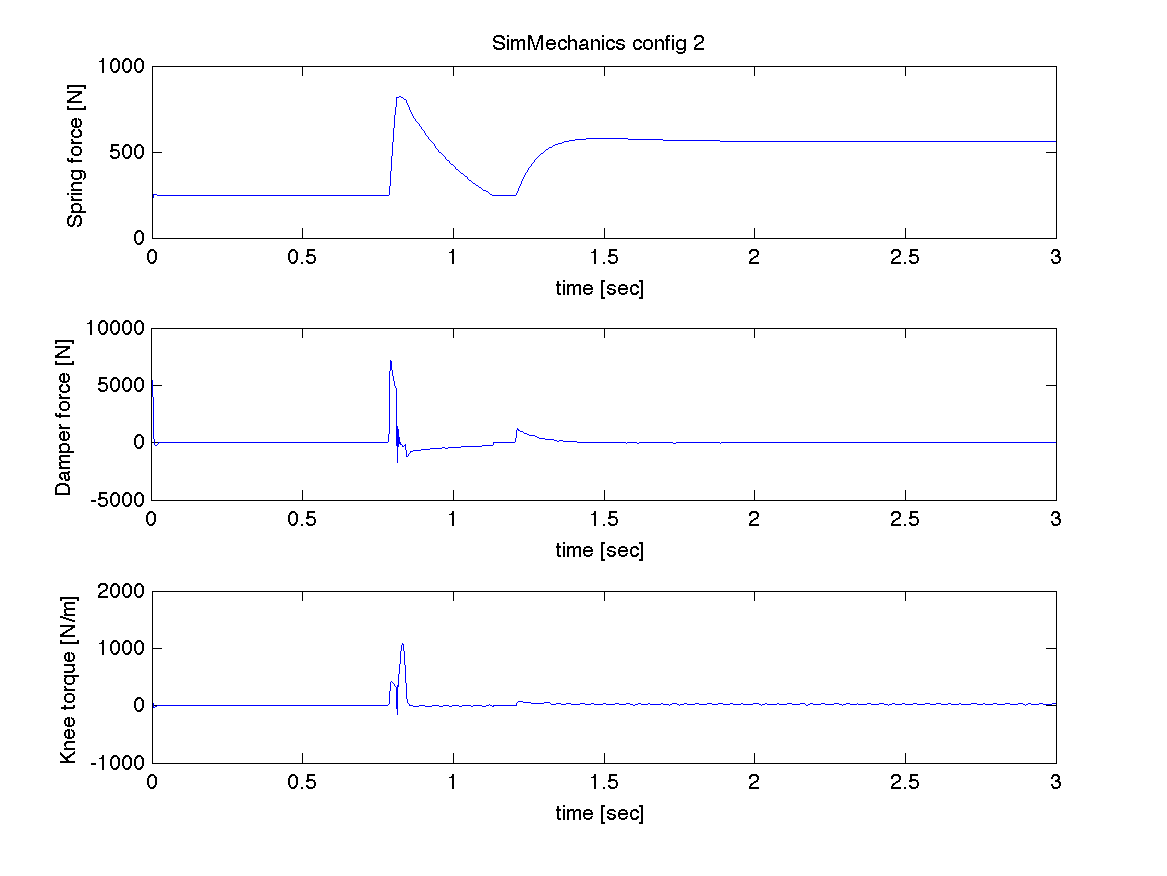 SimMechanics config 2
Spring force [N]
1000
500
0
0 0.5 1 1.5 2 2.5 3
time [sec]
Damper force [N]
10000
5000
0
-5000
0 0.5 1 1.5 2 2.5 3
time [sec]
Knee torque [N/m]
2000
1000
0
-1000
0 0.5 1 1.5 2 2.5 3
time [sec]